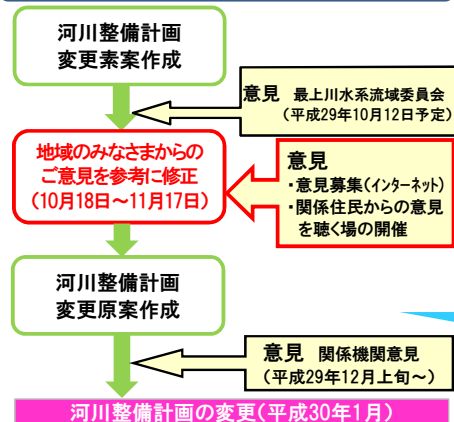 河川整備計画
変更素案作成
意見 最上川水系流域委員会
（平成29年10月12日予定）
地域のみなさまからの
ご意見を参考に修正
（10月18日～11月17日）
意見
・意見募集（インターネット）
・関係住民からの意見
を聴く場の開催
河川整備計画
変更原案作成
意見 関係機関意見
（平成29年12月上旬～）
河川整備計画の変更（平成30年1月）